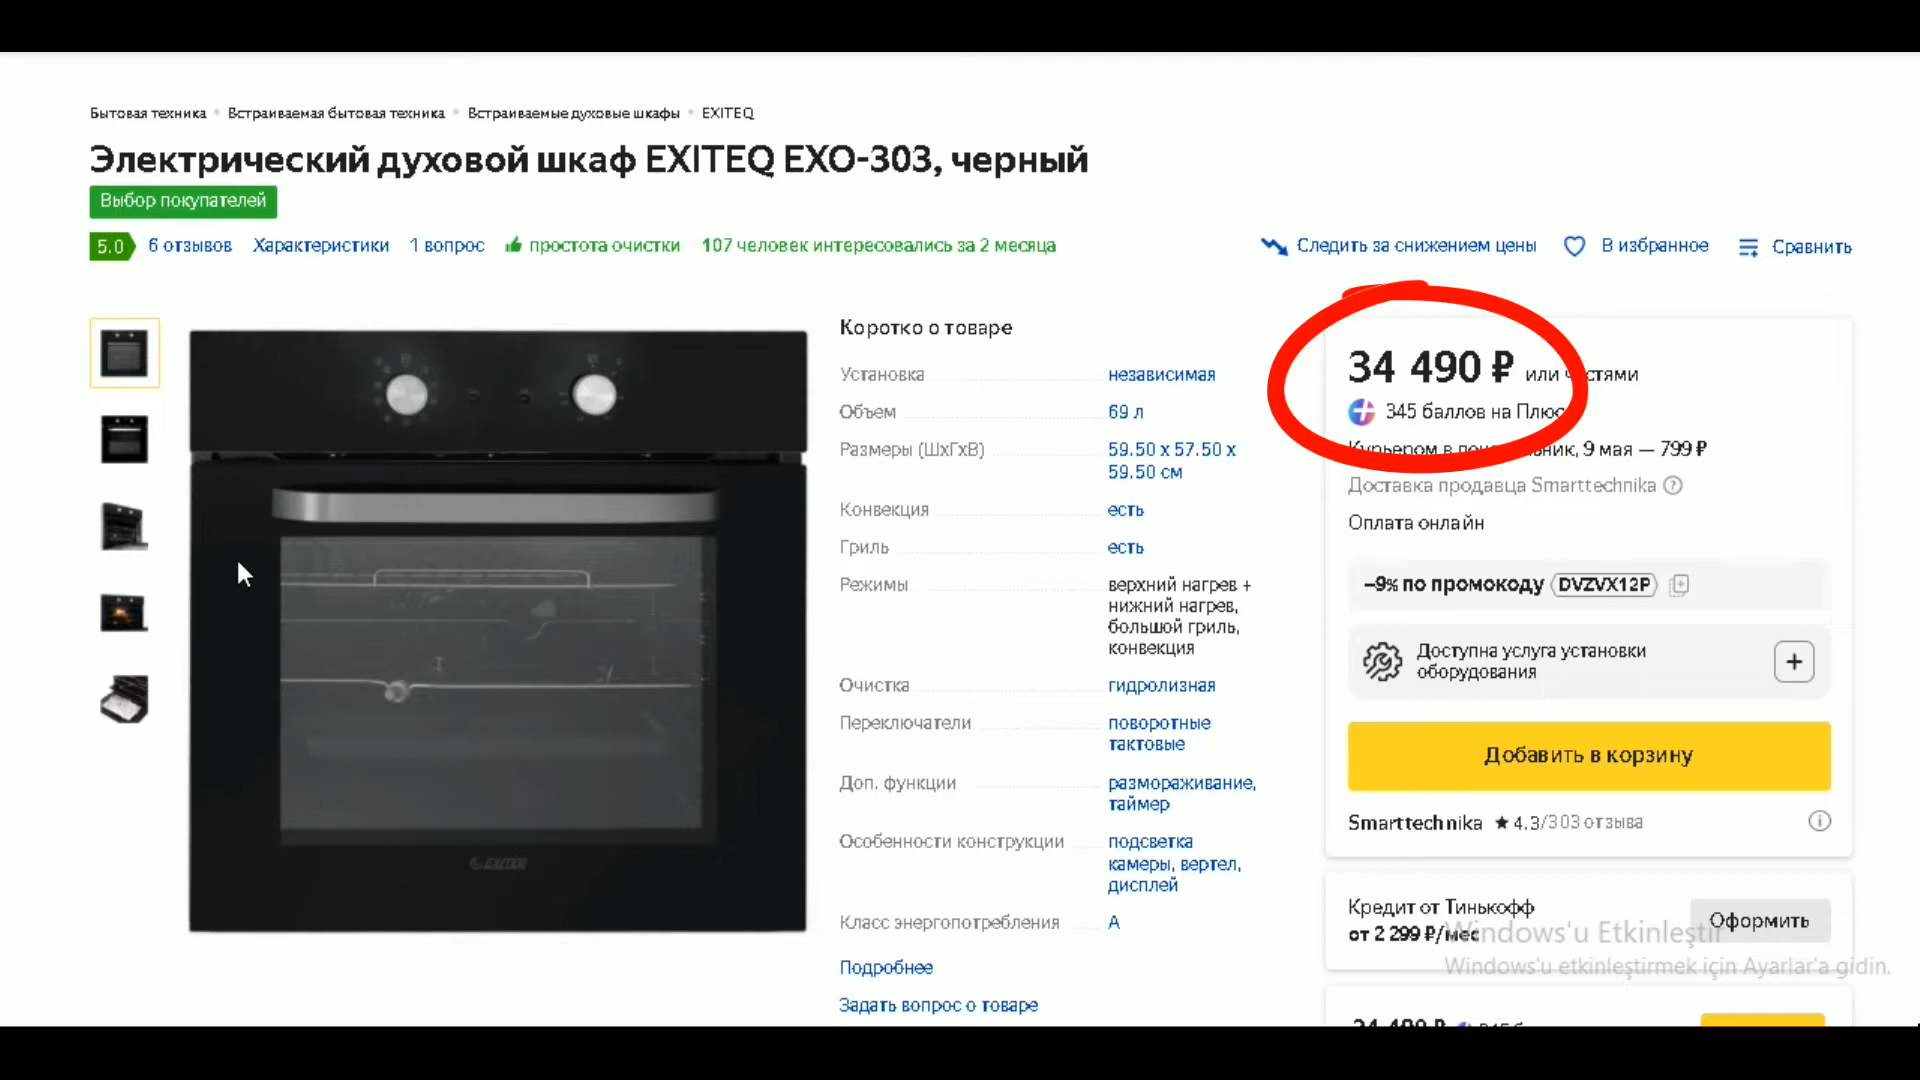 Бытовая техника • Встраиваемая бытовая техника • Встраиваемые духовые шкафы • EXITEQ
Электрический духовой шкаф EXITEQ EXO-303, черный
Выбор покупателей
5.0 6 отзывов Характеристики 1 вопрос простота очистки 107 человек интересовались за 2 месяца
Следить за снижением цены В избранное Сравнить
Коротко о товаре
Установка независимая
Объем 69 л
Размеры (ШхГхВ) 59.50 x 57.50 x
59.50 см
Конвекция есть
Гриль есть
Режимы верхний нагрев +
нижний нагрев,
большой гриль,
конвекция
Очистка гидролизная
Переключатели поворотные
тактовые
Доп. функции размораживание,
таймер
Особенности конструкции подсветка
камеры, вертел,
дисплей
Класс энергопотребления A
Подробнее
Задать вопрос о товаре
34 490 ₽ или частями
345 баллов на Плюс
Курьером в понедельник, 9 мая — 799 ₽
Доставка продавца Smarttechnika ?
Оплата онлайн
−9% по промокоду DVZVX12P
Доступна услуга установки
оборудования
+
Добавить в корзину
Smarttechnika ★ 4.3/303 отзыва
Кредит от Тинькофф
от 2 299 ₽/мес
Оформить
Windows'u Etkinleştir
Windows'u etkinleştirmek için Ayarlar'a gidin.